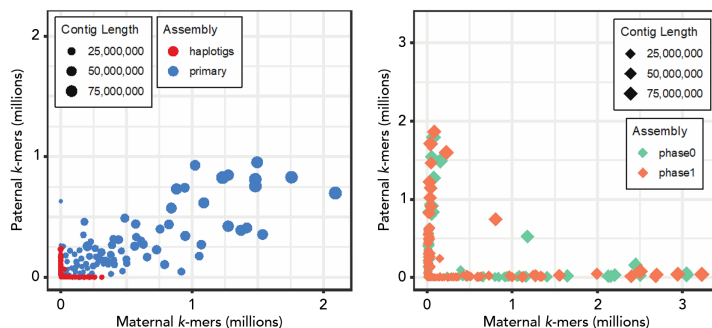 Paternal k-mers (millions)
2
1
0
Contig Length
25,000,000
50,000,000
75,000,000
Assembly
haplotigs
primary
0
1
2
Maternal k-mers (millions)
Paternal k-mers (millions)
3
2
1
0
Contig Length
25,000,000
50,000,000
75,000,000
Assembly
phase0
phase1
0
1
2
3
Maternal k-mers (millions)